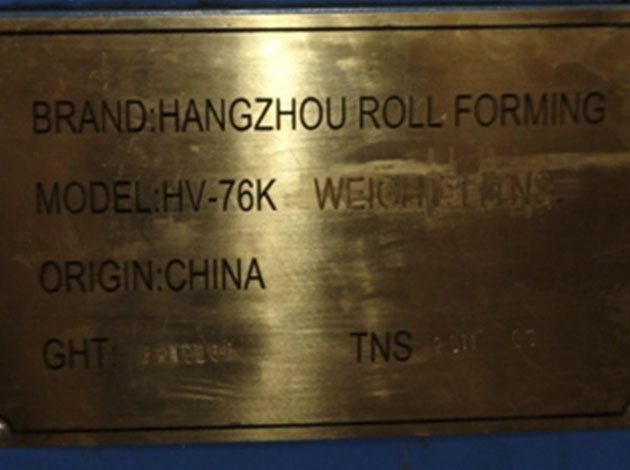 BRAND:HANGZHOU ROLL FORMING
MODEL:HV-76K
ORIGIN:CHINA
GHT: TNS